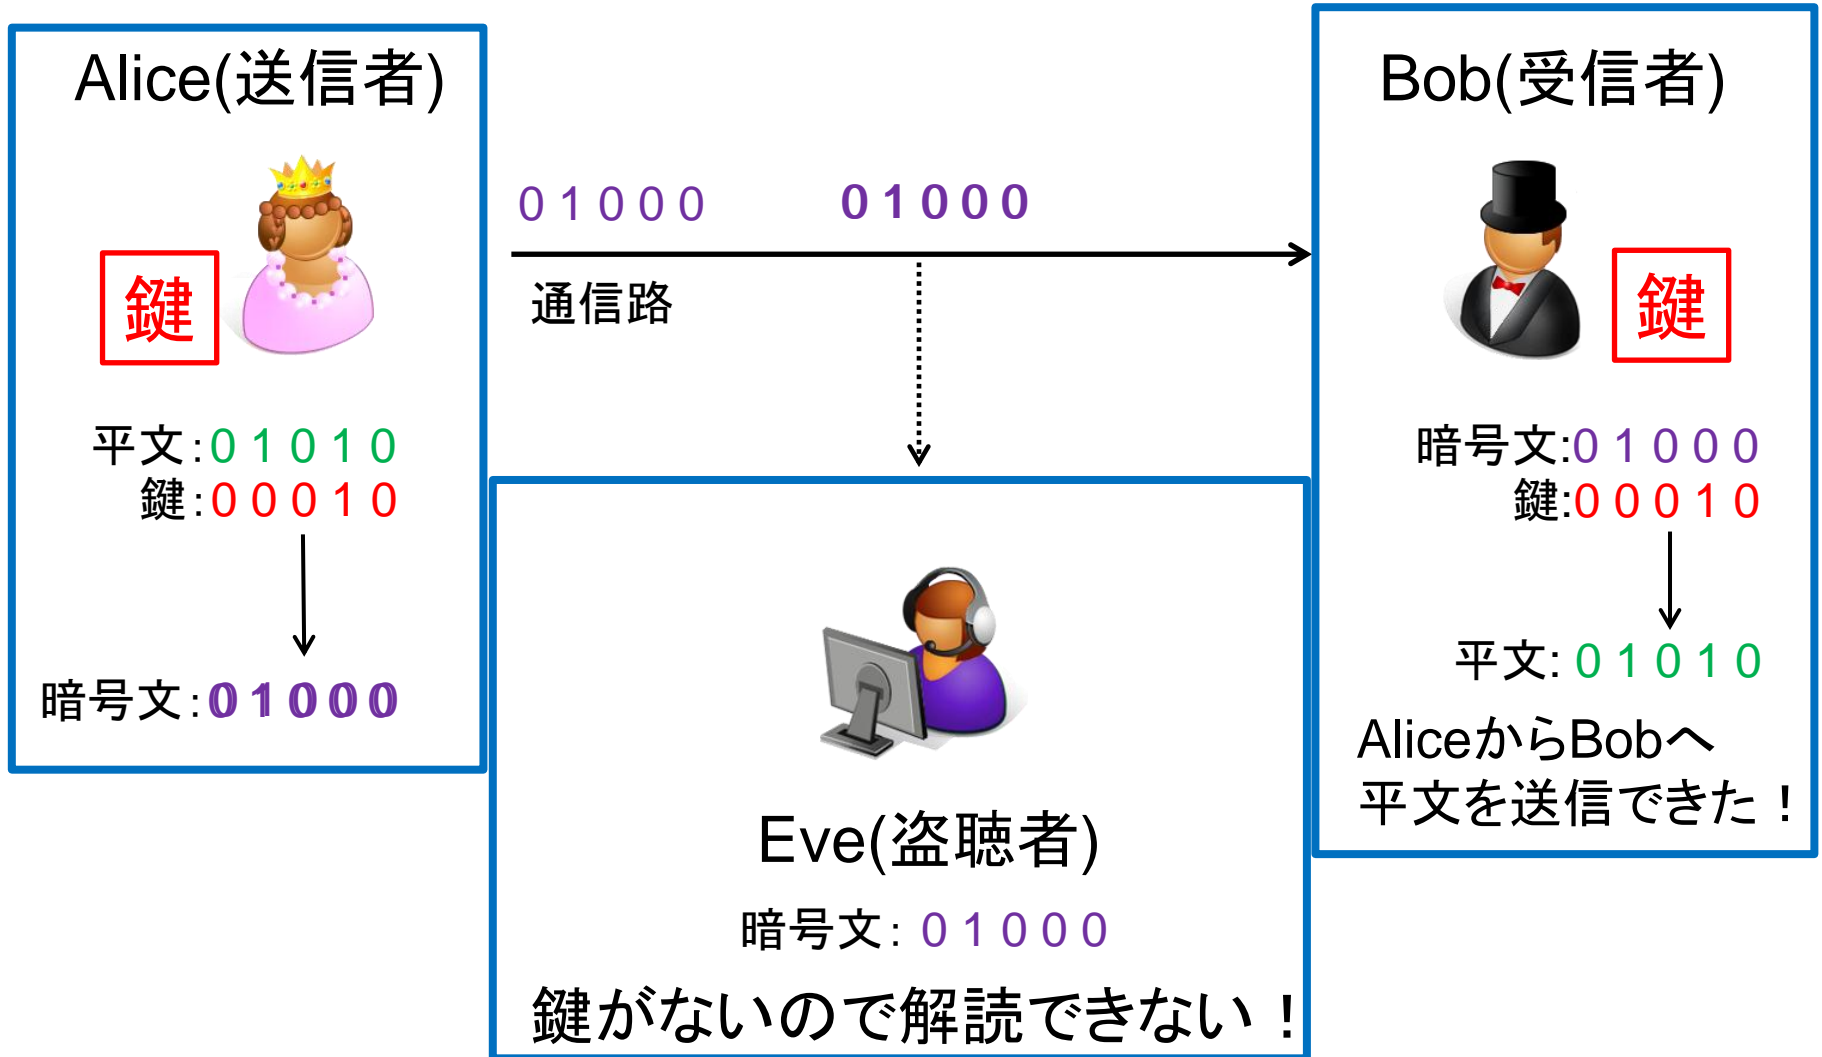 Alice(送信者)
鍵
平文:01010
鍵:00010
暗号文:01000
01000 01000
通信路
Bob(受信者)
鍵
暗号文:01000
鍵:00010
平文:01010
AliceからBobへ
平文を送信できた！
Eve(盗聴者)
暗号文:01000
鍵がないので解読できない！